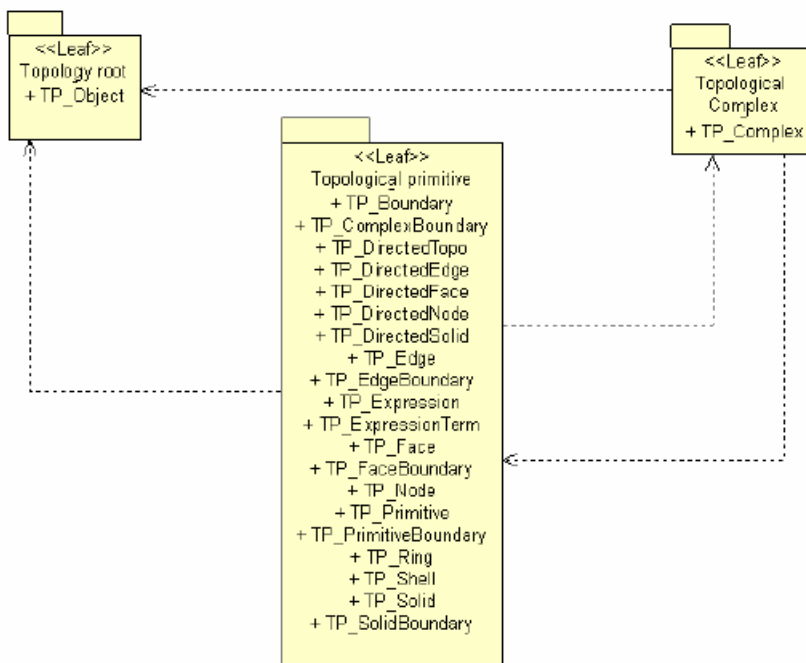 <<Leaf>>
Topology root
+ TP_Object
<<Leaf>>
Topological
Complex
+ TP_Complex
<<Leaf>>
Topological primitive
+ TP_Boundary
+ TP_ComplexBoundary
+ TP_DirectedTopo
+ TP_DirectedEdge
+ TP_DirectedFace
+ TP_DirectedNode
+ TP_DirectedSolid
+ TP_Edge
+ TP_EdgeBoundary
+ TP_Expression
+ TP_ExpressionTerm
+ TP_Face
+ TP_FaceBoundary
+ TP_Node
+ TP_Primitive
+ TP_PrimitiveBoundary
+ TP_Ring
+ TP_Shell
+ TP_Solid
+ TP_SolidBoundary